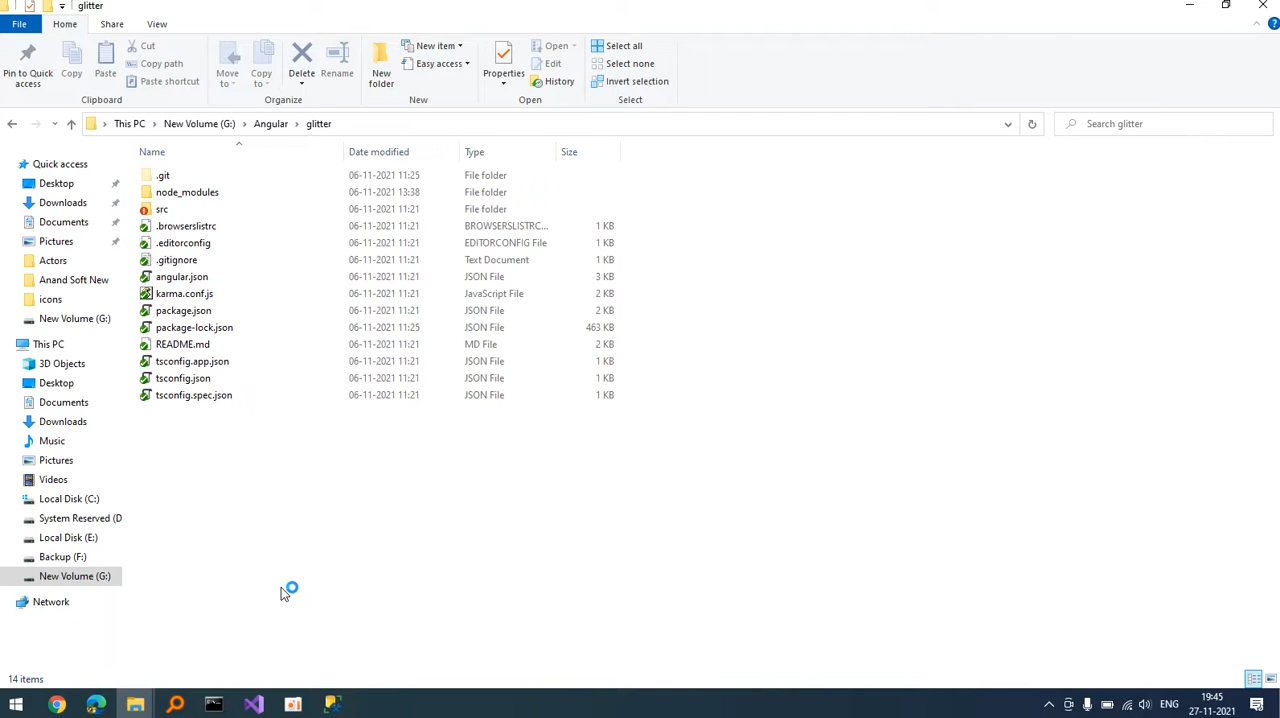 glitter
File Home Share View
Pin to Quick access
Copy
Paste
Cut
Copy path
Paste shortcut
Clipboard
Move to
Copy to
Delete
Rename
Organize
New folder
New item
Easy access
New
Properties
Open
Edit
History
Open
Select all
Select none
Invert selection
Select
This PC > New Volume (G:) > Angular > glitter
Search glitter
Name Date modified Type Size
.git 06-11-2021 11:25 File folder
node_modules 06-11-2021 13:38 File folder
src 06-11-2021 11:21 File folder
.browserslistrc 06-11-2021 11:21 BROWSERSLISTRC... 1 KB
.editorconfig 06-11-2021 11:21 EDITORCONFIG File 1 KB
.gitignore 06-11-2021 11:21 Text Document 1 KB
angular.json 06-11-2021 11:21 JSON File 3 KB
karma.conf.js 06-11-2021 11:21 JavaScript File 2 KB
package.json 06-11-2021 11:21 JSON File 2 KB
package-lock.json 06-11-2021 11:25 JSON File 463 KB
README.md 06-11-2021 11:21 MD File 2 KB
tsconfig.app.json 06-11-2021 11:21 JSON File 1 KB
tsconfig.json 06-11-2021 11:21 JSON File 1 KB
tsconfig.spec.json 06-11-2021 11:21 JSON File 1 KB
Quick access
Desktop
Downloads
Documents
Pictures
Actors
Anand Soft New
icons
New Volume (G:)
This PC
3D Objects
Desktop
Documents
Downloads
Music
Pictures
Videos
Local Disk (C:)
System Reserved (D
Local Disk (E:)
Backup (F:)
New Volume (G:)
Network
14 items
ENG
19:45
27-11-2021